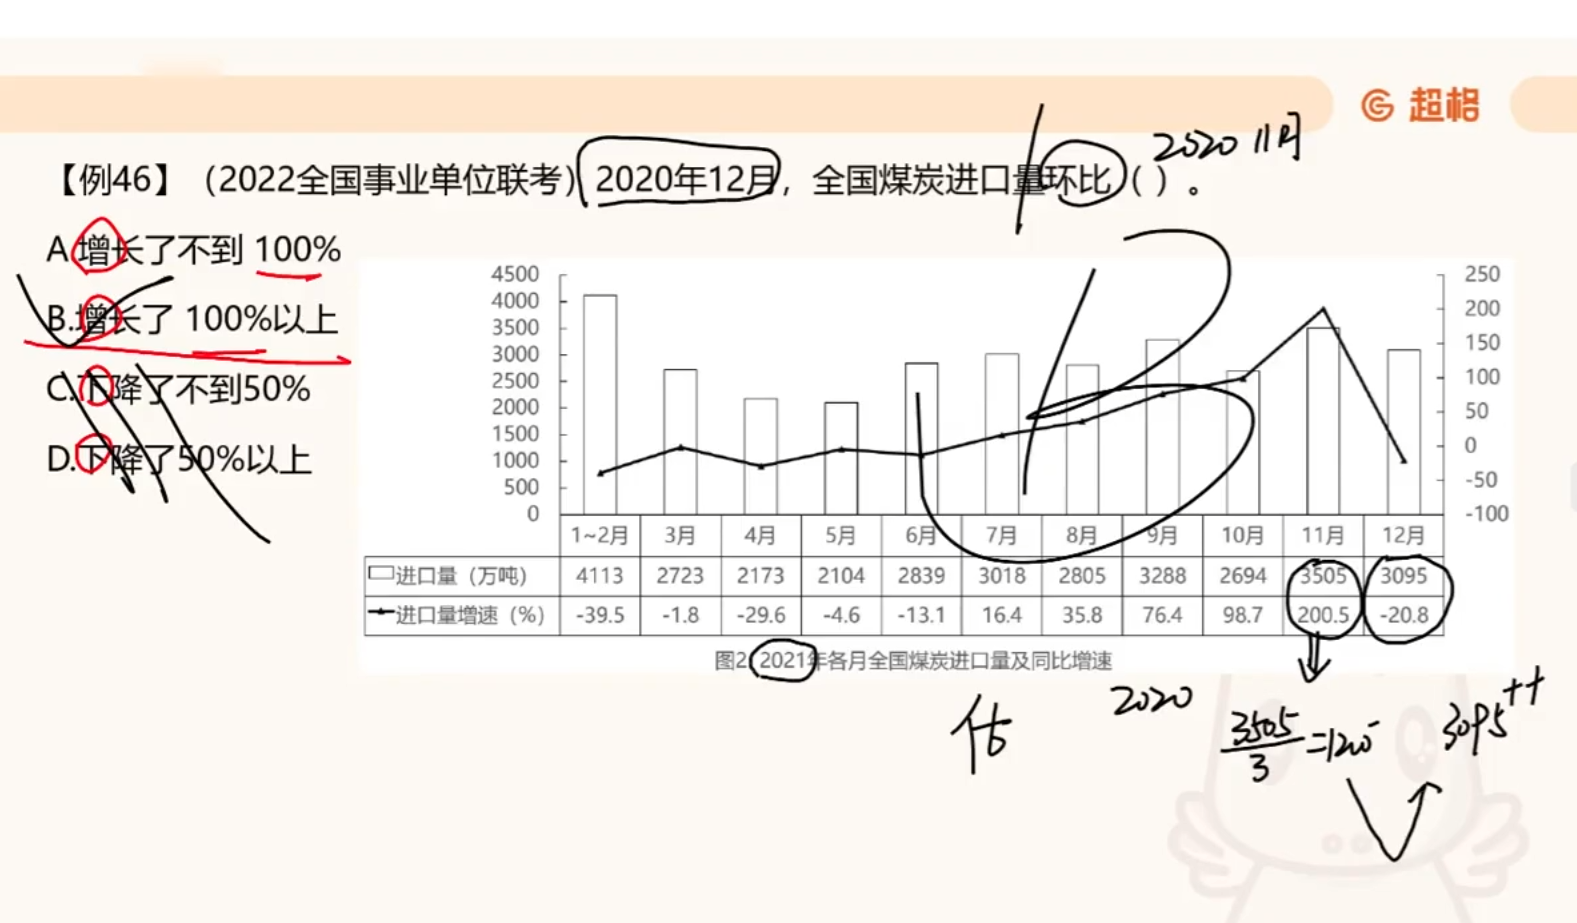 超格
2020 11月
【例46】（2022全国事业单位联考）2020年12月，全国煤炭进口量环比（ ）。
A.增长了不到 100%
B.增长了 100%以上
C.下降了不到50%
D.下降了50%以上
4500 250
4000 200
3500 150
3000 100
2500 50
2000 0
1500 -50
1000 -100
500
0
1~2月 3月 4月 5月 6月 7月 8月 9月 10月 11月 12月
进口量（万吨） 4113 2723 2173 2104 2839 3018 2805 3288 2694 3505 3095
进口量增速（%） -39.5 -1.8 -29.6 -4.6 -13.1 16.4 35.8 76.4 98.7 200.5 -20.8
图2 2021年各月全国煤炭进口量及同比增速
估 2020 3505/3 = 120⁻ 3095⁺⁺